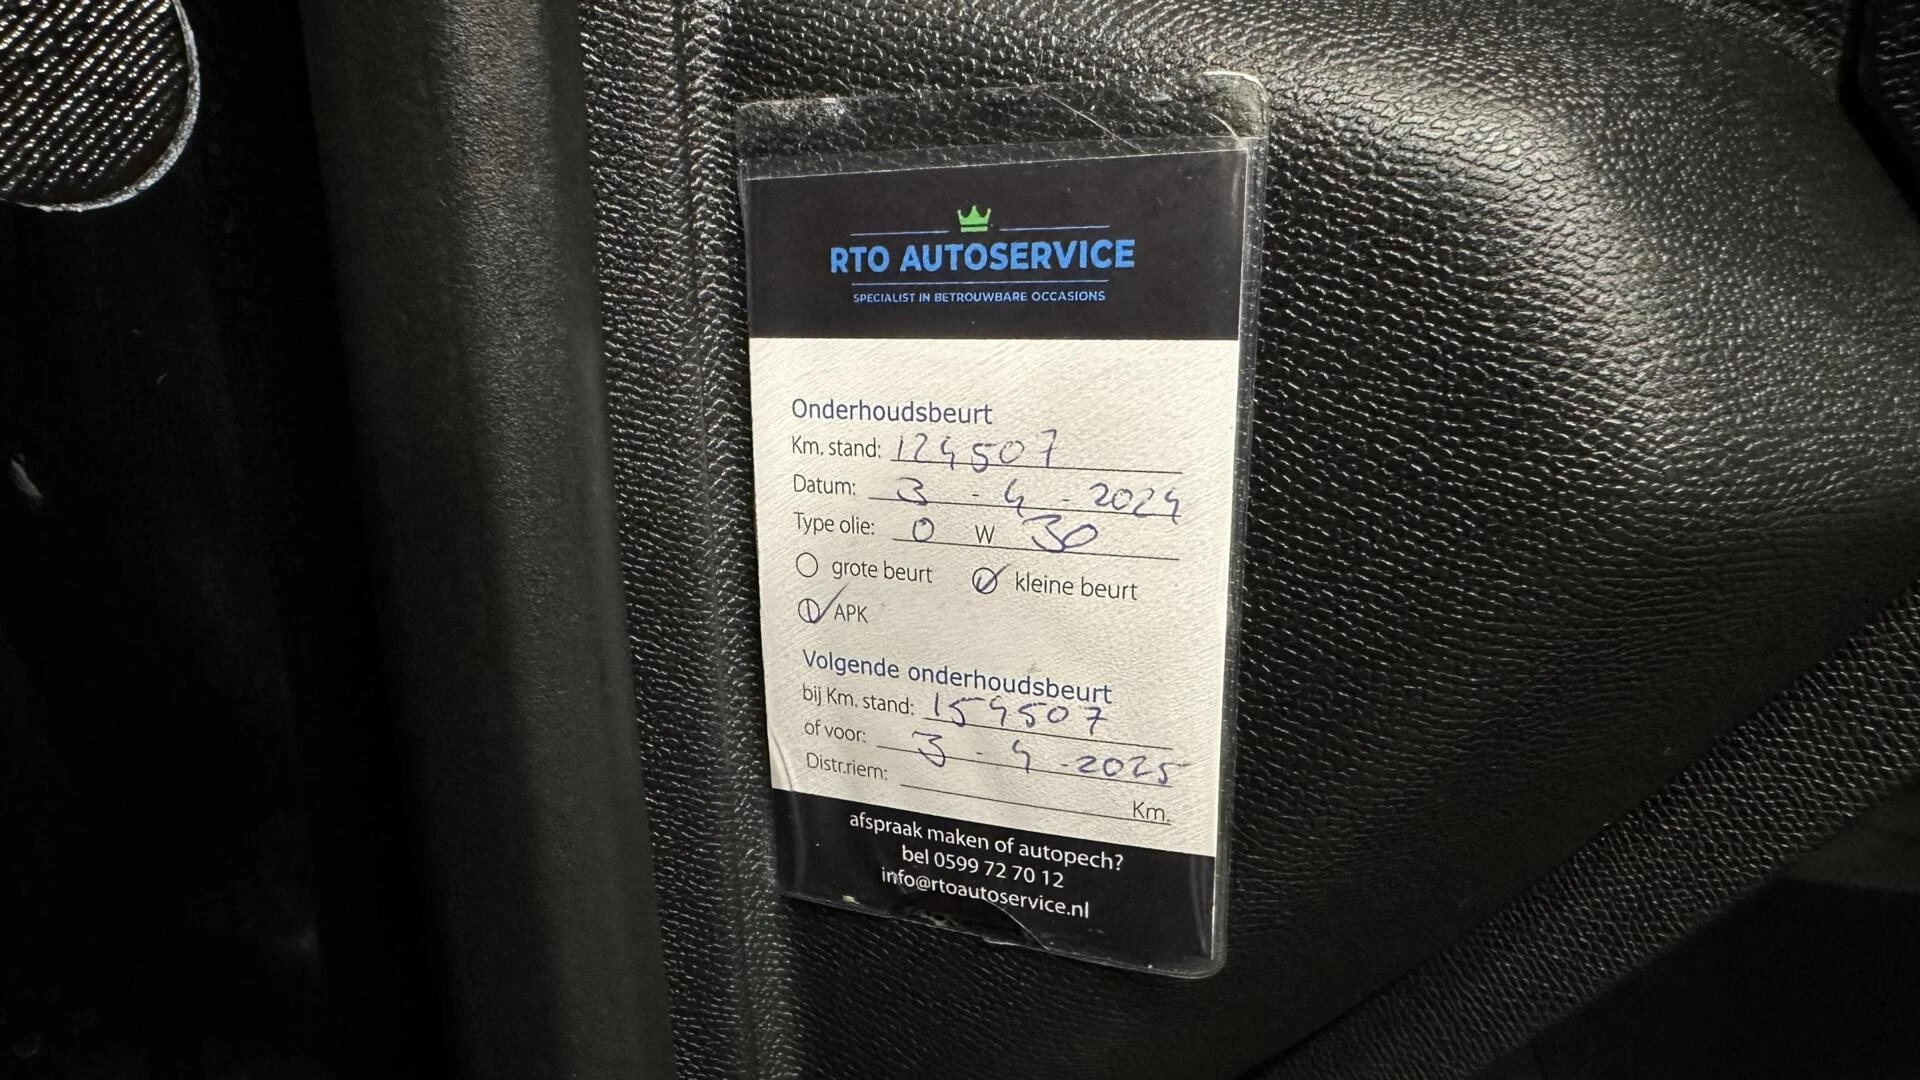 RTO AUTOSERVICE
SPECIALIST IN BETROUWBARE OCCASIONS
Onderhoudsbeurt
Km. stand: 124507
Datum: 3 - 4 - 2024
Type olie: 0 W 30
grote beurt kleine beurt
APK
Volgende onderhoudsbeurt
bij Km. stand: 154507
of voor: 3 - 4 - 2025
Distr.riem: Km.
afspraak maken of autopech?
bel 0599 72 70 12
info@rtoautoservice.nl